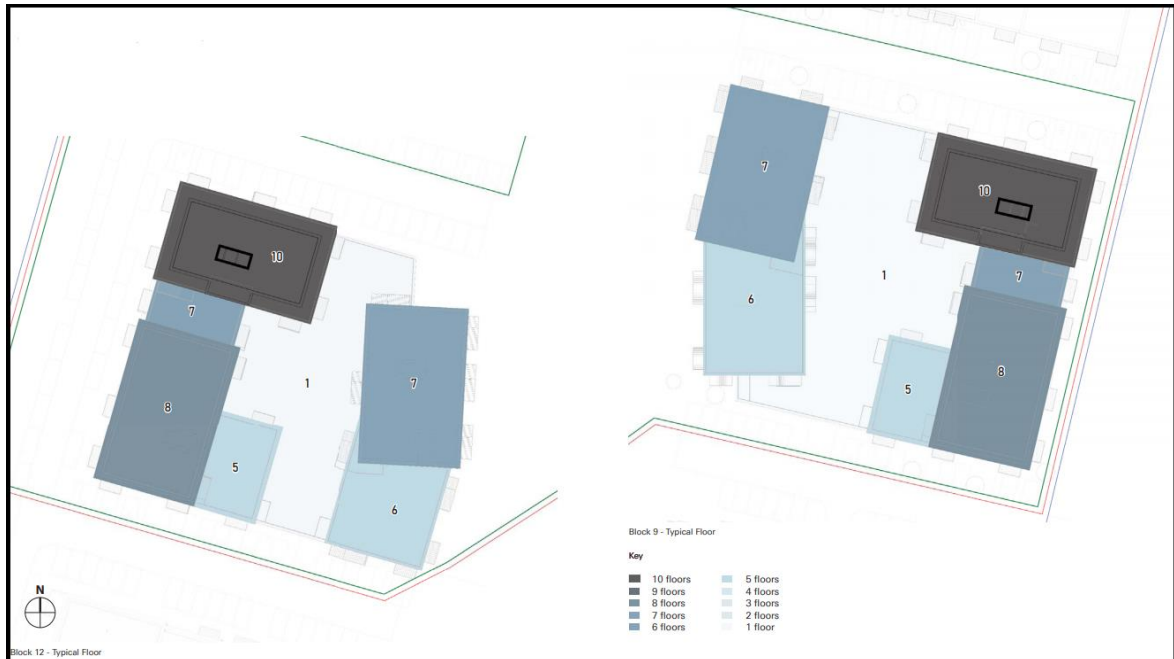 10
7
8
1
7
5
6
N
Block 12 - Typical Floor
7
10
7
1
6
5
8
Block 9 - Typical Floor
Key
10 floors
9 floors
8 floors
7 floors
6 floors
5 floors
4 floors
3 floors
2 floors
1 floor